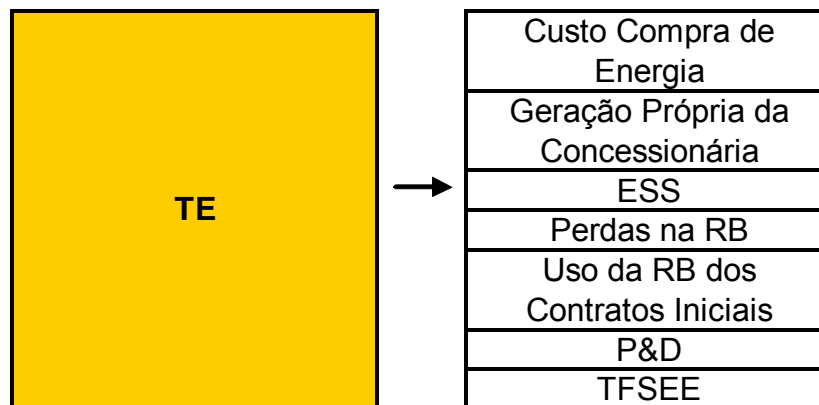 TE
Custo Compra de
Energia
Geração Própria da
Concessionária
ESS
Perdas na RB
Uso da RB dos
Contratos Iniciais
P&D
TFSEE